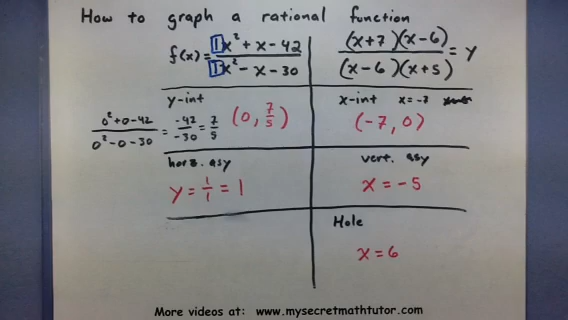 How to graph a rational function
f(x) = 1x² + x - 42 / 1x² - x - 30
(x+7)(x-6) / (x-6)(x+5) = y
y-int
0²+0-42 / 0²-0-30 = -42/-30 = 7/5 (0, 7/5)
x-int x=-7
(-7, 0)
horz. asy
y = 1/1 = 1
vert. asy
x = -5
Hole
x = 6
More videos at: www.mysecretmathtutor.com